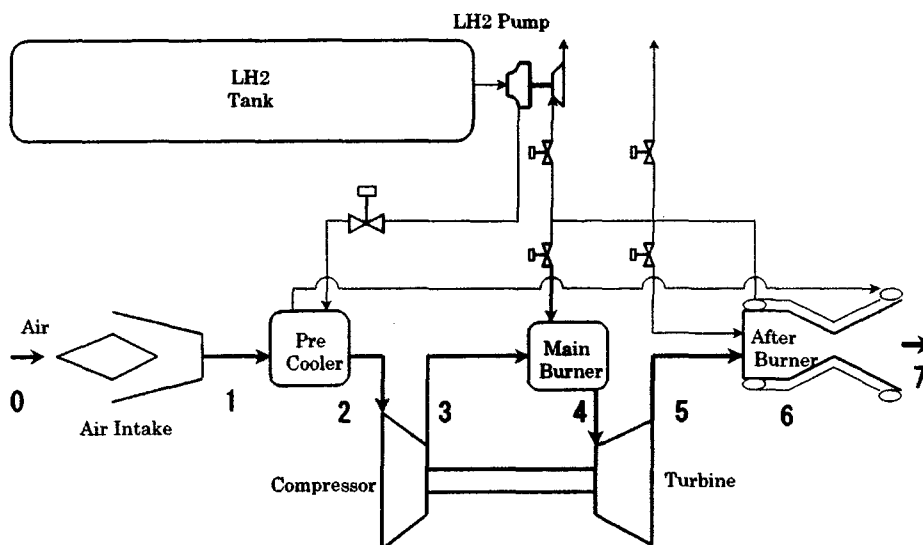 LH2 Pump
LH2
Tank
Air
Pre
Cooler
Main
Burner
After
Burner
0
1
2
3
4
5
6
7
Air Intake
Compressor
Turbine